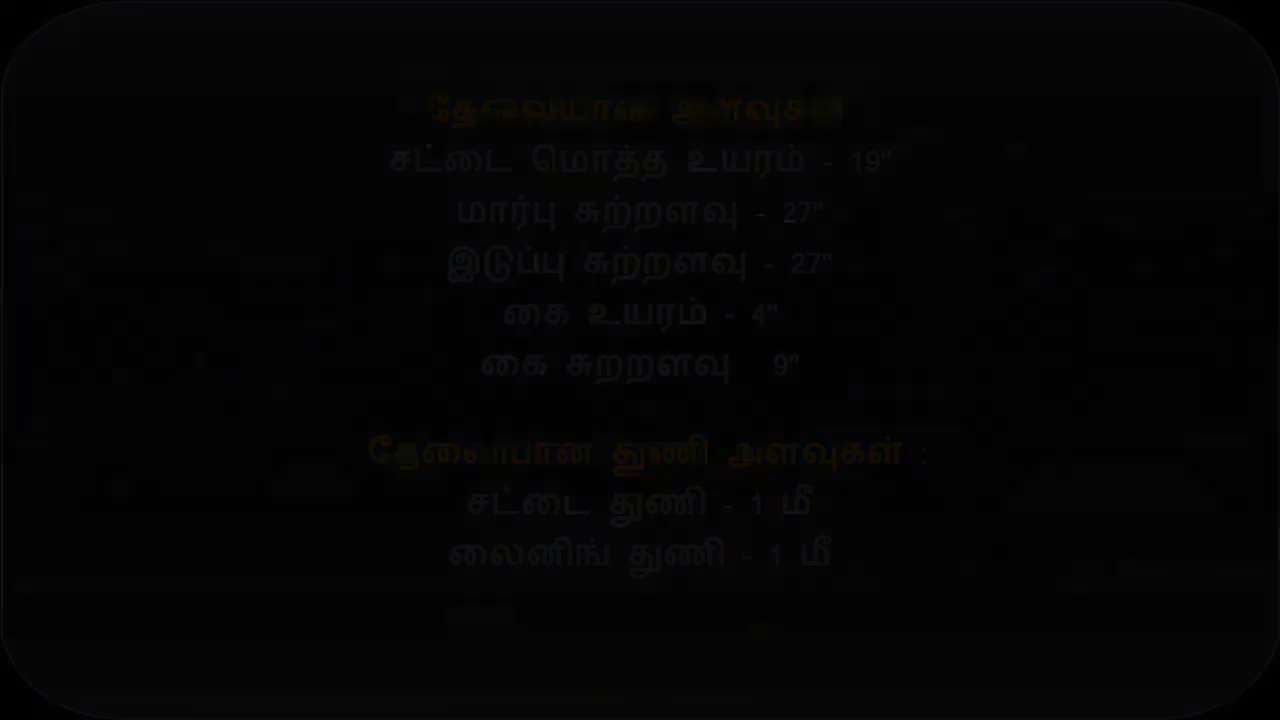 தேவையான அளவுகள்
சட்டை மொத்த உயரம் - 19"
மார்பு சுற்றளவு - 27"
இடுப்பு சுற்றளவு - 27"
கை உயரம் - 4"
கை சுற்றளவு 9"
தேவையான துணி அளவுகள் :
சட்டை துணி - 1 மீ
லைனிங் துணி - 1 மீ